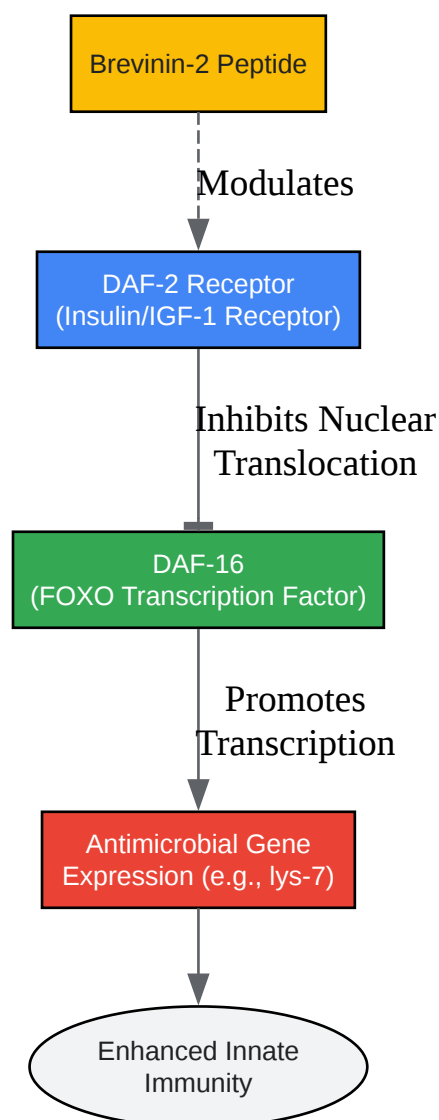 Brevinin-2 Peptide
Modulates
DAF-2 Receptor
(Insulin/IGF-1 Receptor)
Inhibits Nuclear
Translocation
DAF-16
(FOXO Transcription Factor)
Promotes
Transcription
Antimicrobial Gene
Expression (e.g., lys-7)
Enhanced Innate
Immunity